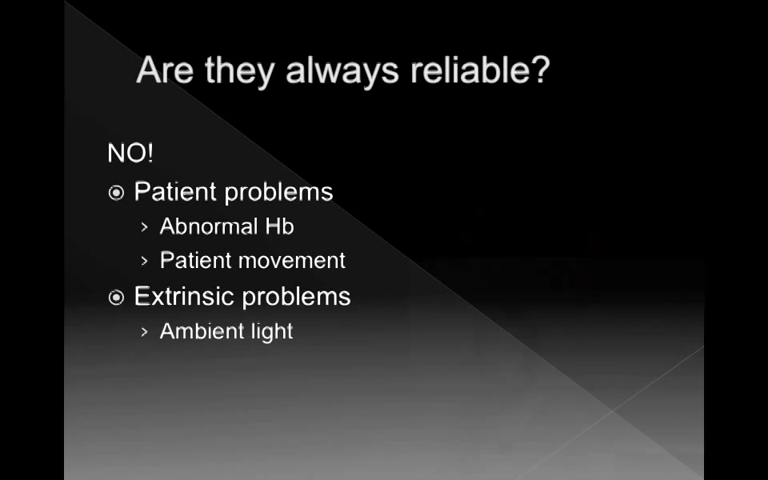 Are they always reliable?
NO!
Patient problems
Abnormal Hb
Patient movement
Extrinsic problems
Ambient light